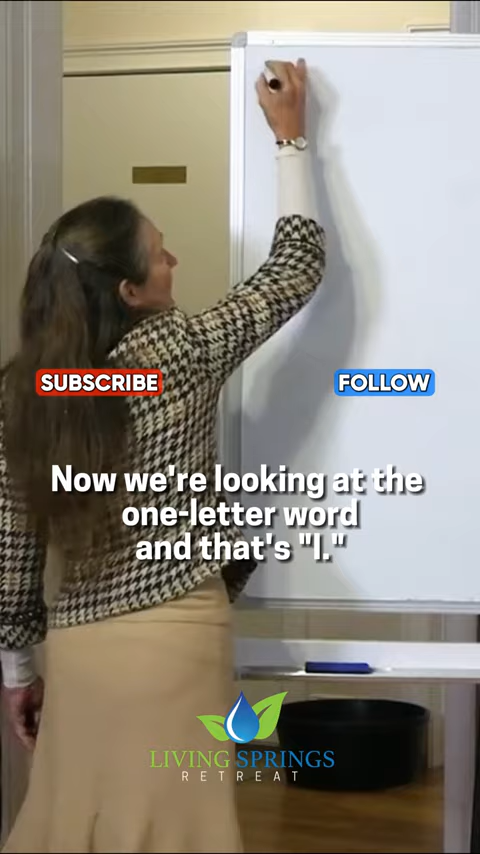 SUBSCRIBE
FOLLOW
Now we're looking at the
one-letter word
and that's "I."
LIVING SPRINGS
RETREAT